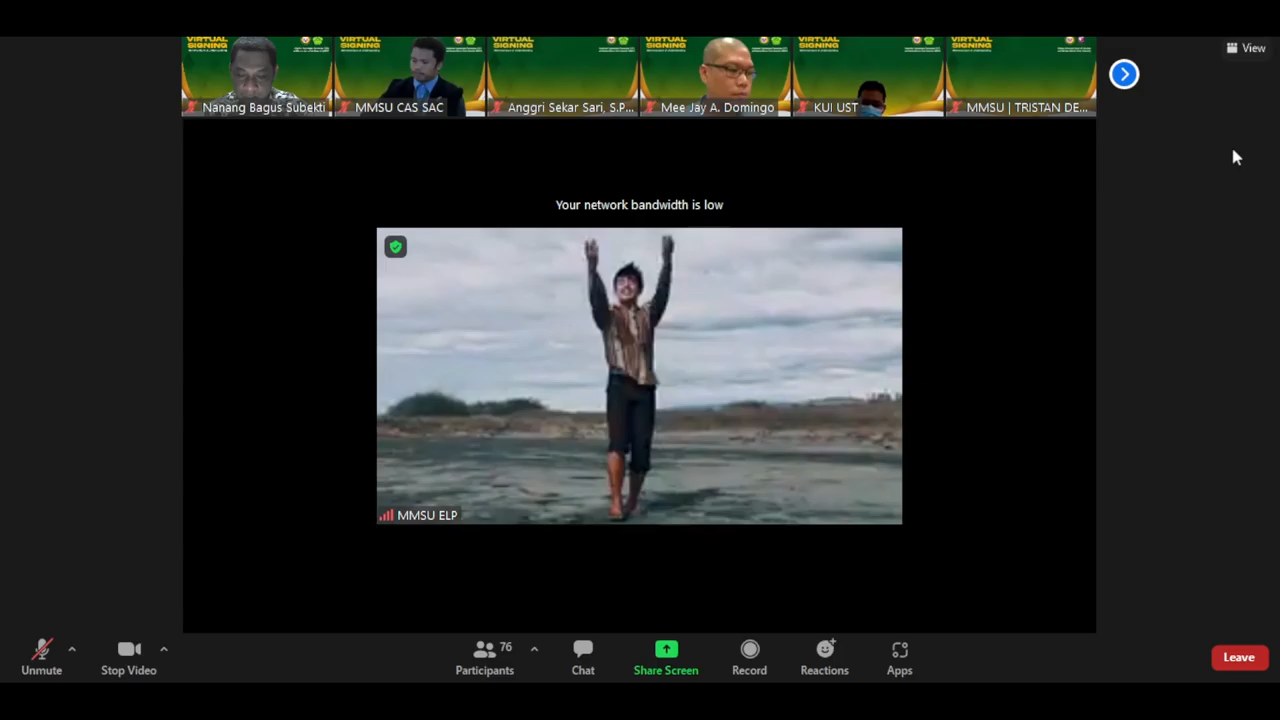 VIRTUAL
SIGNING
VIRTUAL
SIGNING
VIRTUAL
SIGNING
VIRTUAL
SIGNING
VIRTUAL
SIGNING
VIRTUAL
SIGNING
View
Nanang Bagus Subekti
MMSU CAS SAC
Anggri Sekar Sari, S.P...
Mee Jay A. Domingo
KUI UST
MMSU | TRISTAN DE...
Your network bandwidth is low
MMSU ELP
Unmute
Stop Video
76
Participants
Chat
Share Screen
Record
Reactions
Apps
Leave